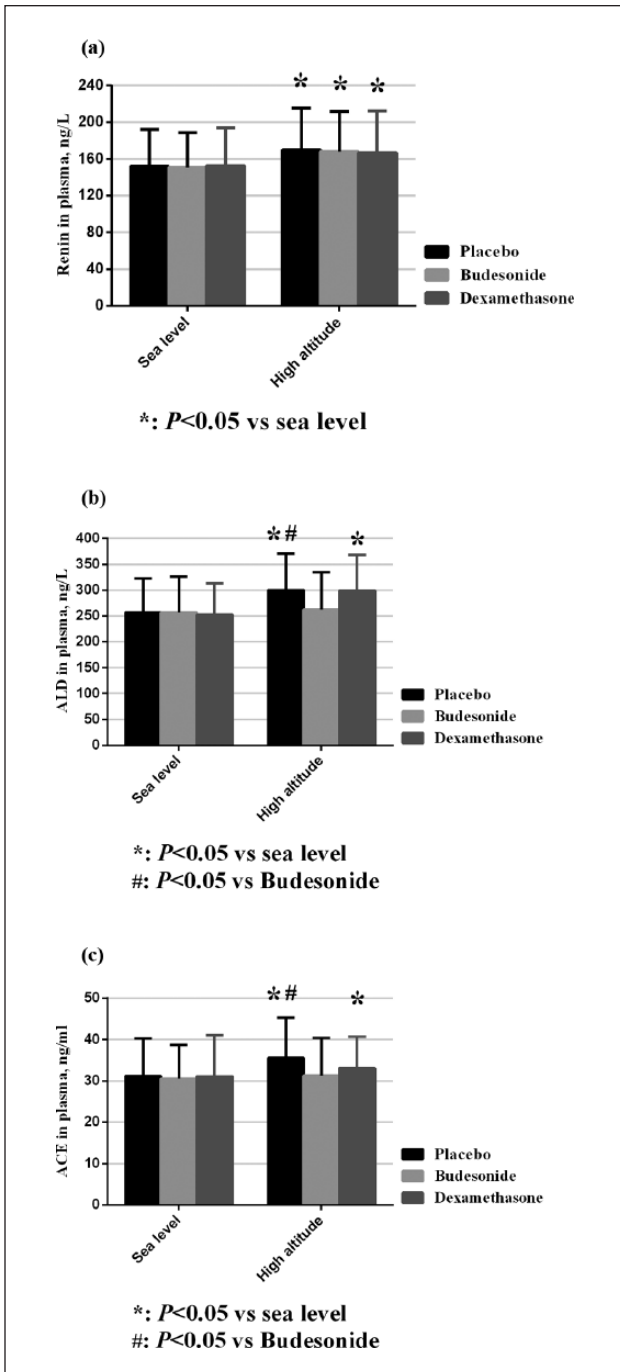 (a)
Renin in plasma, ng/L
240
200
160
120
80
40
0
* * *
Sea level
High altitude
Placebo
Budesonide
Dexamethasone
*: P<0.05 vs sea level
(b)
ALD in plasma, ng/L
400
350
300
250
200
150
100
50
0
*# *
Sea level
High altitude
Placebo
Budesonide
Dexamethasone
*: P<0.05 vs sea level
#: P<0.05 vs Budesonide
(c)
ACE in plasma, ng/ml
50
40
30
20
10
0
*# *
Sea level
High altitude
Placebo
Budesonide
Dexamethasone
*: P<0.05 vs sea level
#: P<0.05 vs Budesonide